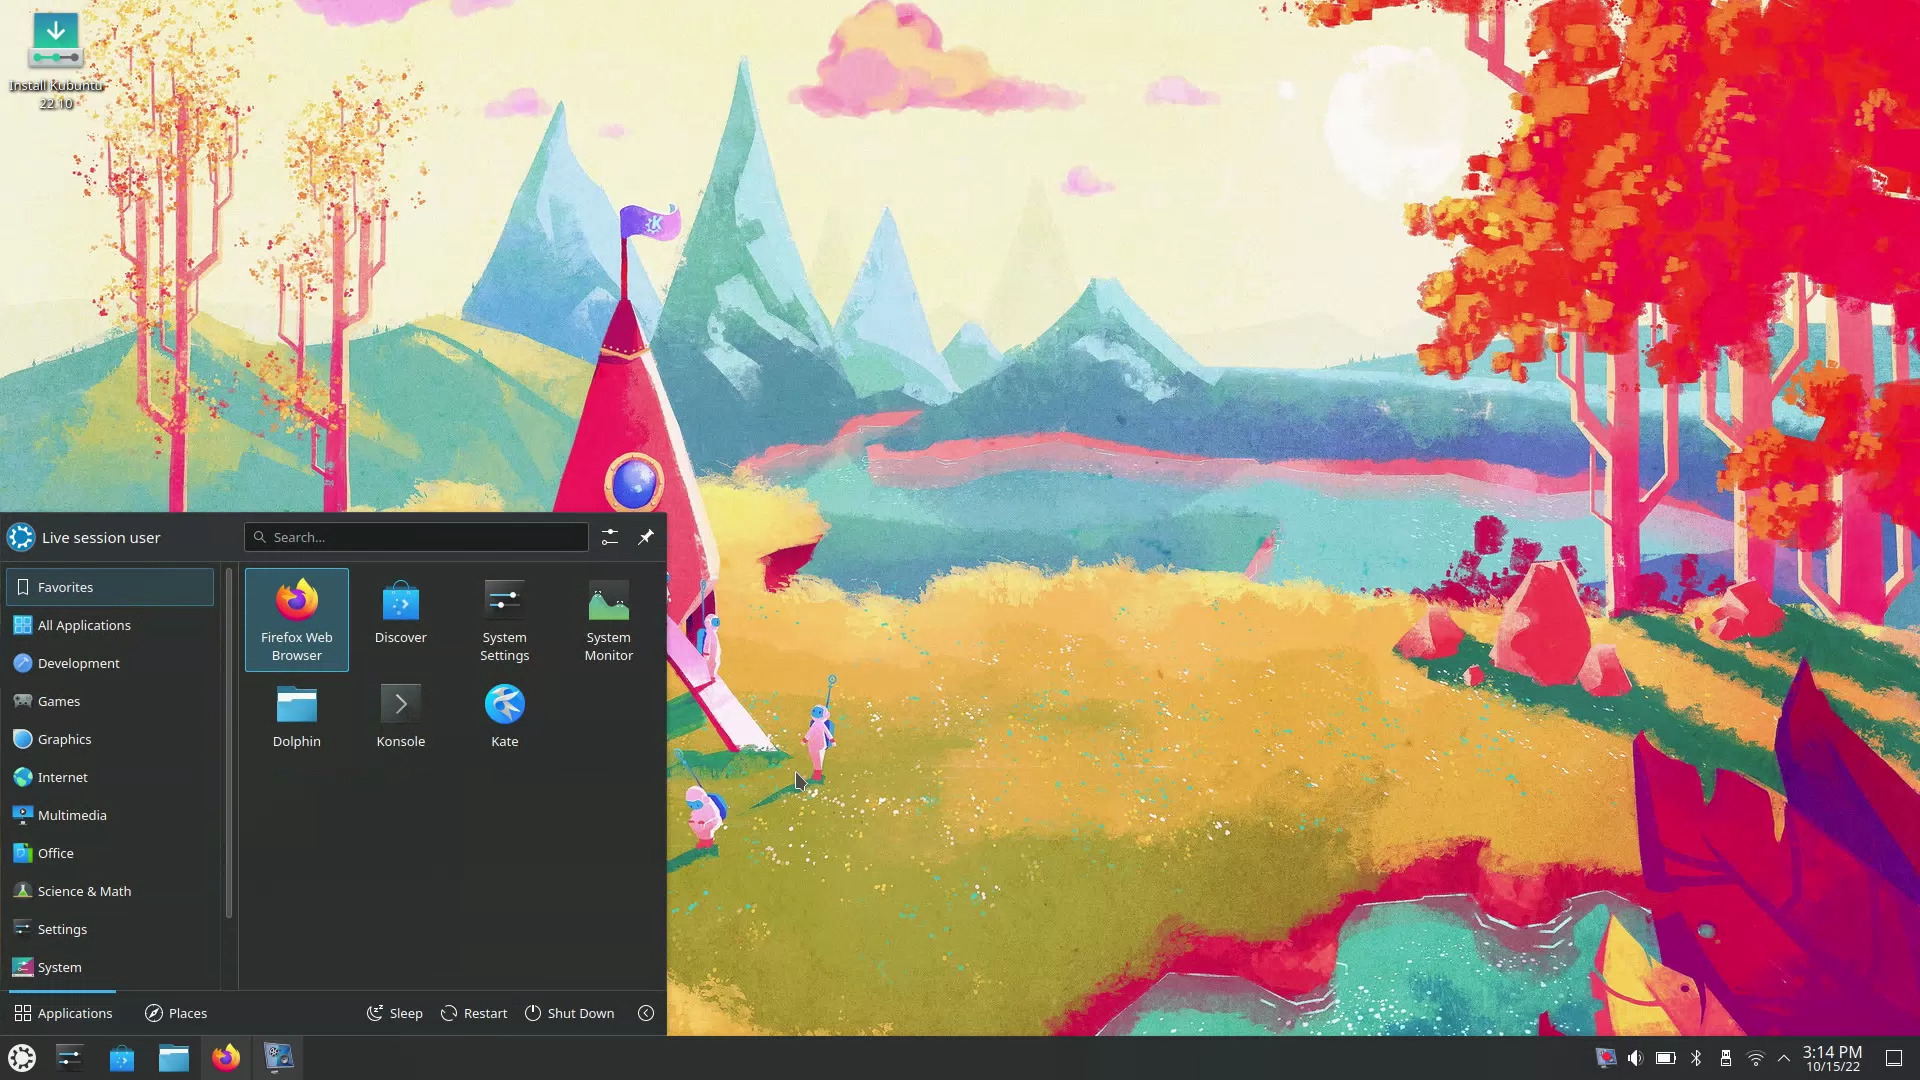 Install Kubuntu
22.10
K
Live session user
Search...
Favorites
All Applications
Development
Games
Graphics
Internet
Multimedia
Office
Science & Math
Settings
System
Firefox Web
Browser
Discover
System
Settings
System
Monitor
Dolphin
Konsole
Kate
Applications
Places
Sleep
Restart
Shut Down
3:14 PM
10/15/22